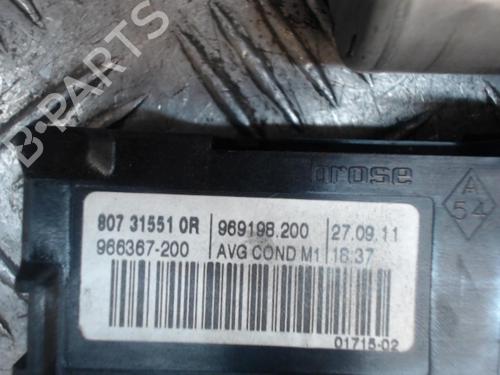 B-PARTS
prose
A
54
807 31551 0R 969198.200 27.09.11
966367-200 AVG COND M1 18:37
01715-02